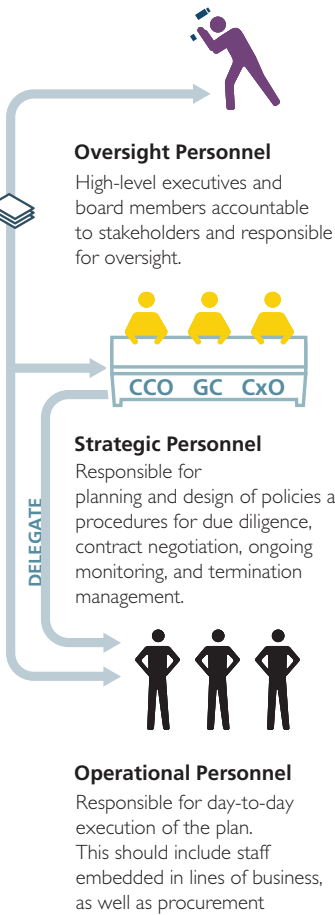 Oversight Personnel
High-level executives and
board members accountable
to stakeholders and responsible
for oversight.
CCO GC CxO
Strategic Personnel
Responsible for
planning and design of policies a
procedures for due diligence,
contract negotiation, ongoing
monitoring, and termination
management.
DELEGATE
Operational Personnel
Responsible for day-to-day
execution of the plan.
This should include staff
embedded in lines of business,
as well as procurement